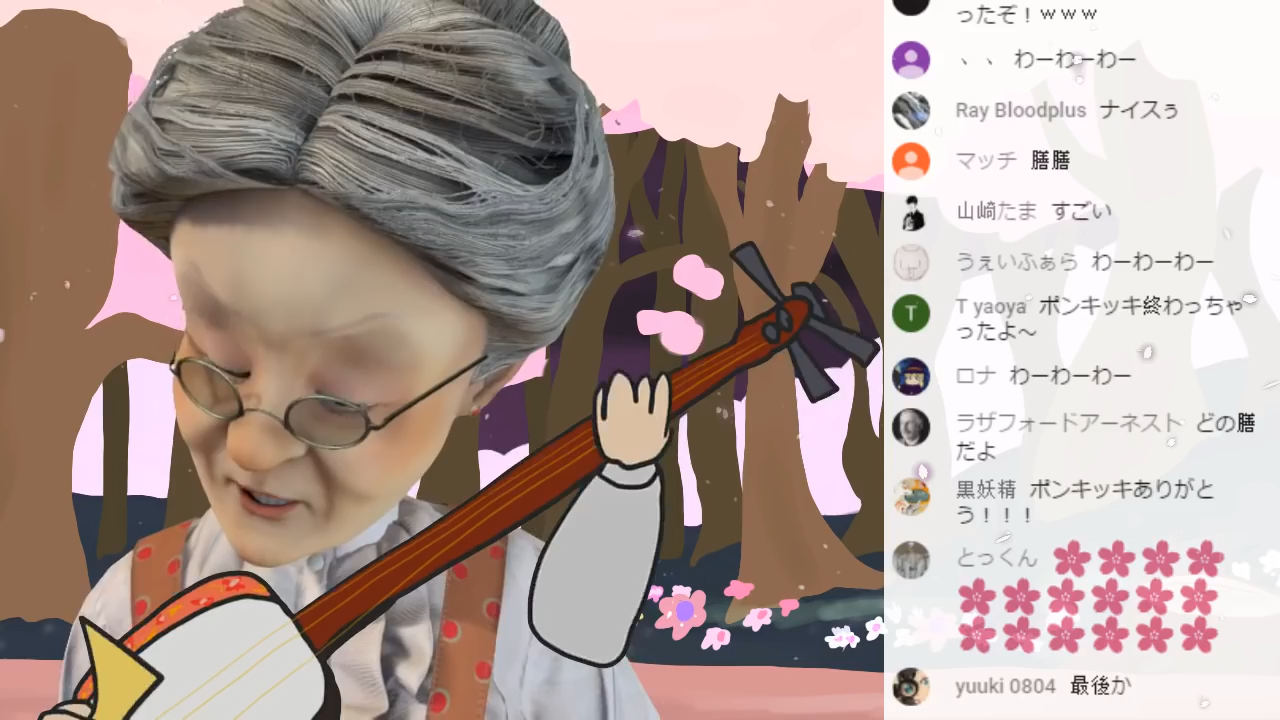 ったぞ！ｗｗｗ
、、 わーわーわー
Ray Bloodplus ナイスぅ
マッチ 膳膳
山﨑たま すごい
うぇいふぁら わーわーわー
T T yaoya ポンキッキ終わっちゃ
ったよ～
ロナ わーわーわー
ラザフォードアーネスト どの膳
だよ
黒妖精 ポンキッキありがと
う！！！
とっくん 🌸🌸🌸🌸
🌸🌸🌸🌸🌸🌸
🌸🌸🌸🌸🌸🌸
yuuki 0804 最後か